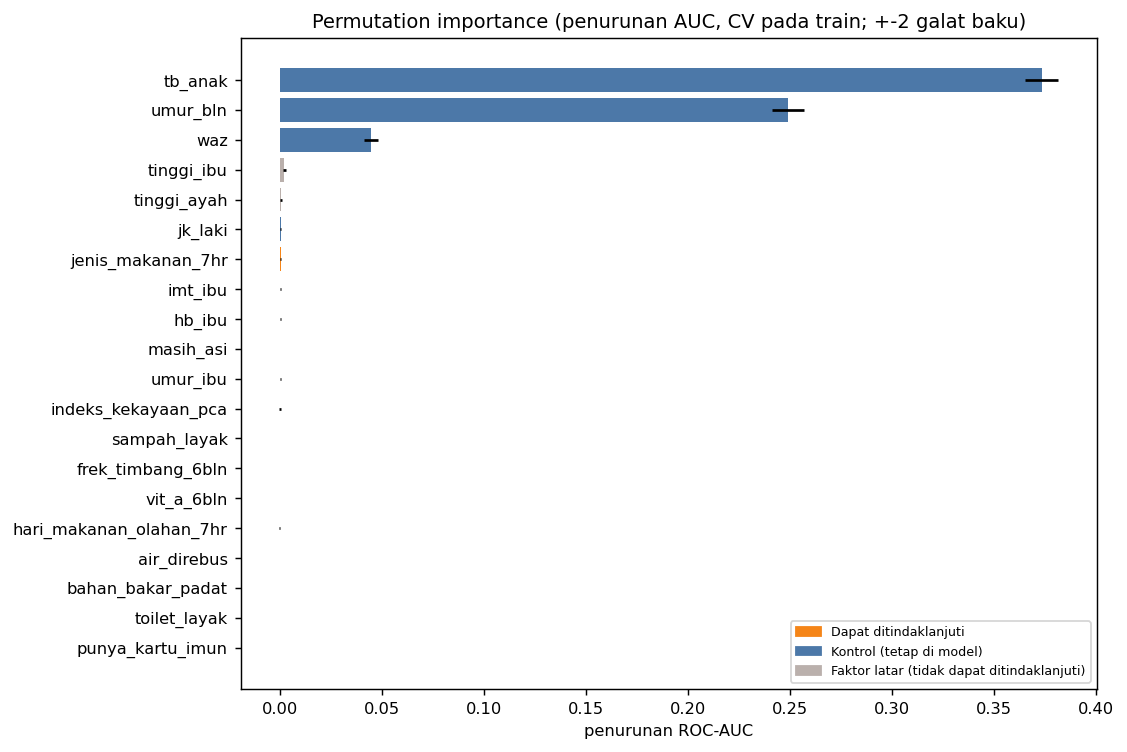 Permutation importance (penurunan AUC, CV pada train; +-2 galat baku)
tb_anak
umur_bln
waz
tinggi_ibu
tinggi_ayah
jk_laki
jenis_makanan_7hr
imt_ibu
hb_ibu
masih_asi
umur_ibu
indeks_kekayaan_pca
sampah_layak
frek_timbang_6bln
vit_a_6bln
hari_makanan_olahan_7hr
air_direbus
bahan_bakar_padat
toilet_layak
punya_kartu_imun
Dapat ditindaklanjuti
Kontrol (tetap di model)
Faktor latar (tidak dapat ditindaklanjuti)
0.00 0.05 0.10 0.15 0.20 0.25 0.30 0.35 0.40
penurunan ROC-AUC